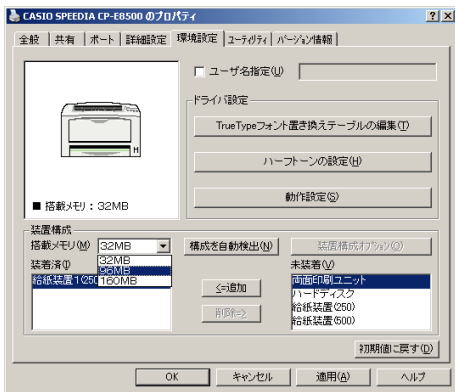 CASIO SPEEDIA CP-E8500 のプロパティ
全般 共有 ポート 詳細設定 環境設定 ユーティリティ バージョン情報
ユーザ名指定(U)
ドライバ設定
TrueTypeフォント置き換えテーブルの編集(T)
ハーフトーンの設定(H)
動作設定(S)
■ 搭載メモリ : 32MB
装置構成
搭載メモリ(M) 32MB 構成を自動検出(N) 装置構成オプション(O)
32MB
96MB
160MB
装着済(I) 未装着(V)
給紙装置1(250
両面印刷ユニット
ハードディスク
給紙装置(250)
給紙装置(500)
<=追加
削除=>
初期値に戻す(D)
OK キャンセル 適用(A) ヘルプ